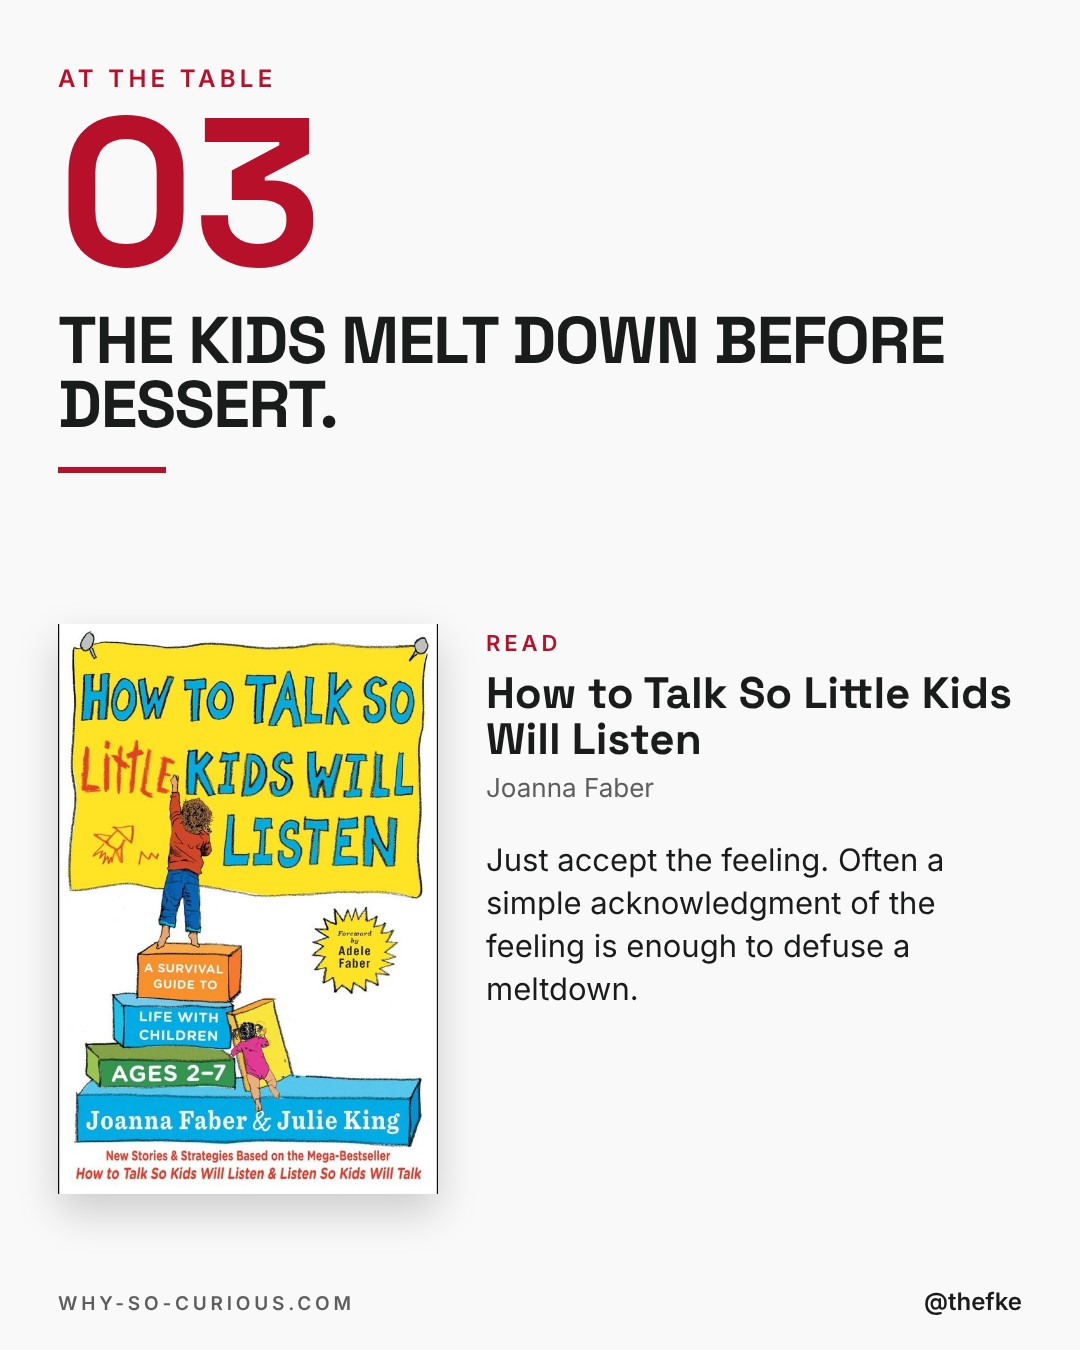 AT THE TABLE
03
THE KIDS MELT DOWN BEFORE
DESSERT.
HOW TO TALK SO
LittLE KIDS WILL
LISTEN
Foreword
by
Adele
Faber
A SURVIVAL
GUIDE TO
LIFE WITH
CHILDREN
AGES 2–7
Joanna Faber & Julie King
New Stories & Strategies Based on the Mega-Bestseller
How to Talk So Kids Will Listen & Listen So Kids Will Talk
READ
How to Talk So Little Kids
Will Listen
Joanna Faber
Just accept the feeling. Often a
simple acknowledgment of the
feeling is enough to defuse a
meltdown.
WHY-SO-CURIOUS.COM
@thefke